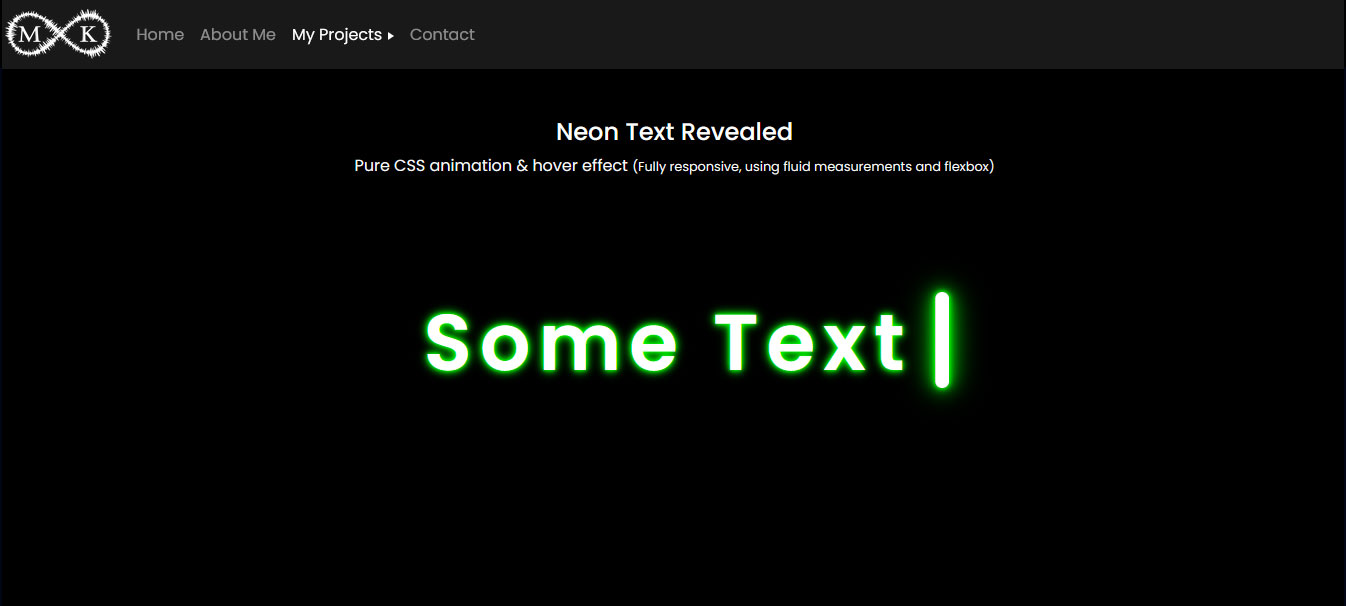 M K Home About Me My Projects Contact
Neon Text Revealed
Pure CSS animation & hover effect (Fully responsive, using fluid measurements and flexbox)
Some Text